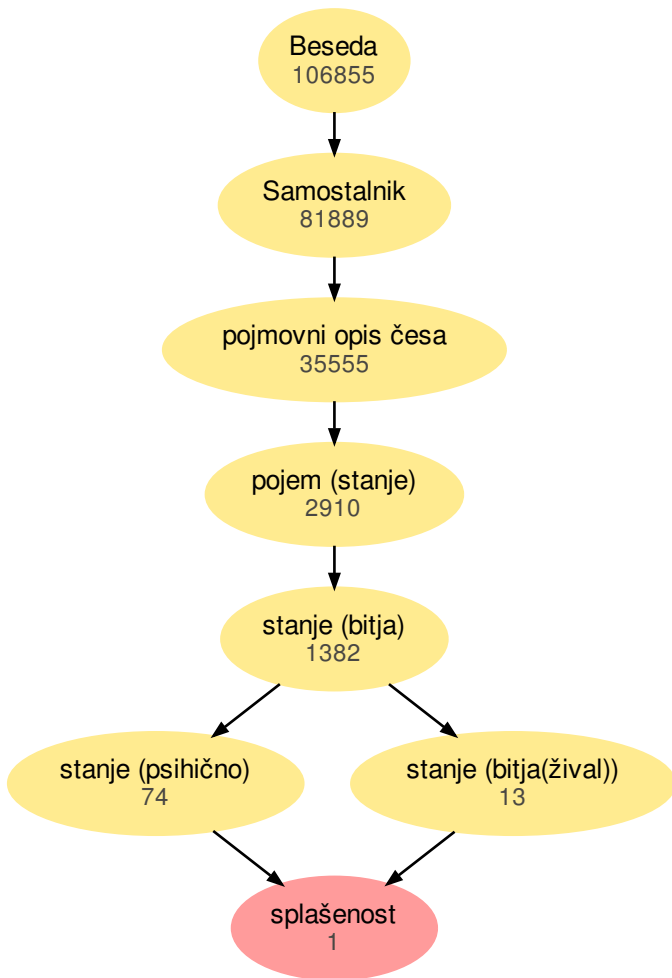 Beseda
106855
Samostalnik
81889
pojmovni opis česa
35555
pojem (stanje)
2910
stanje (bitja)
1382
stanje (psihično)
74
stanje (bitja(žival))
13
splašenost
1